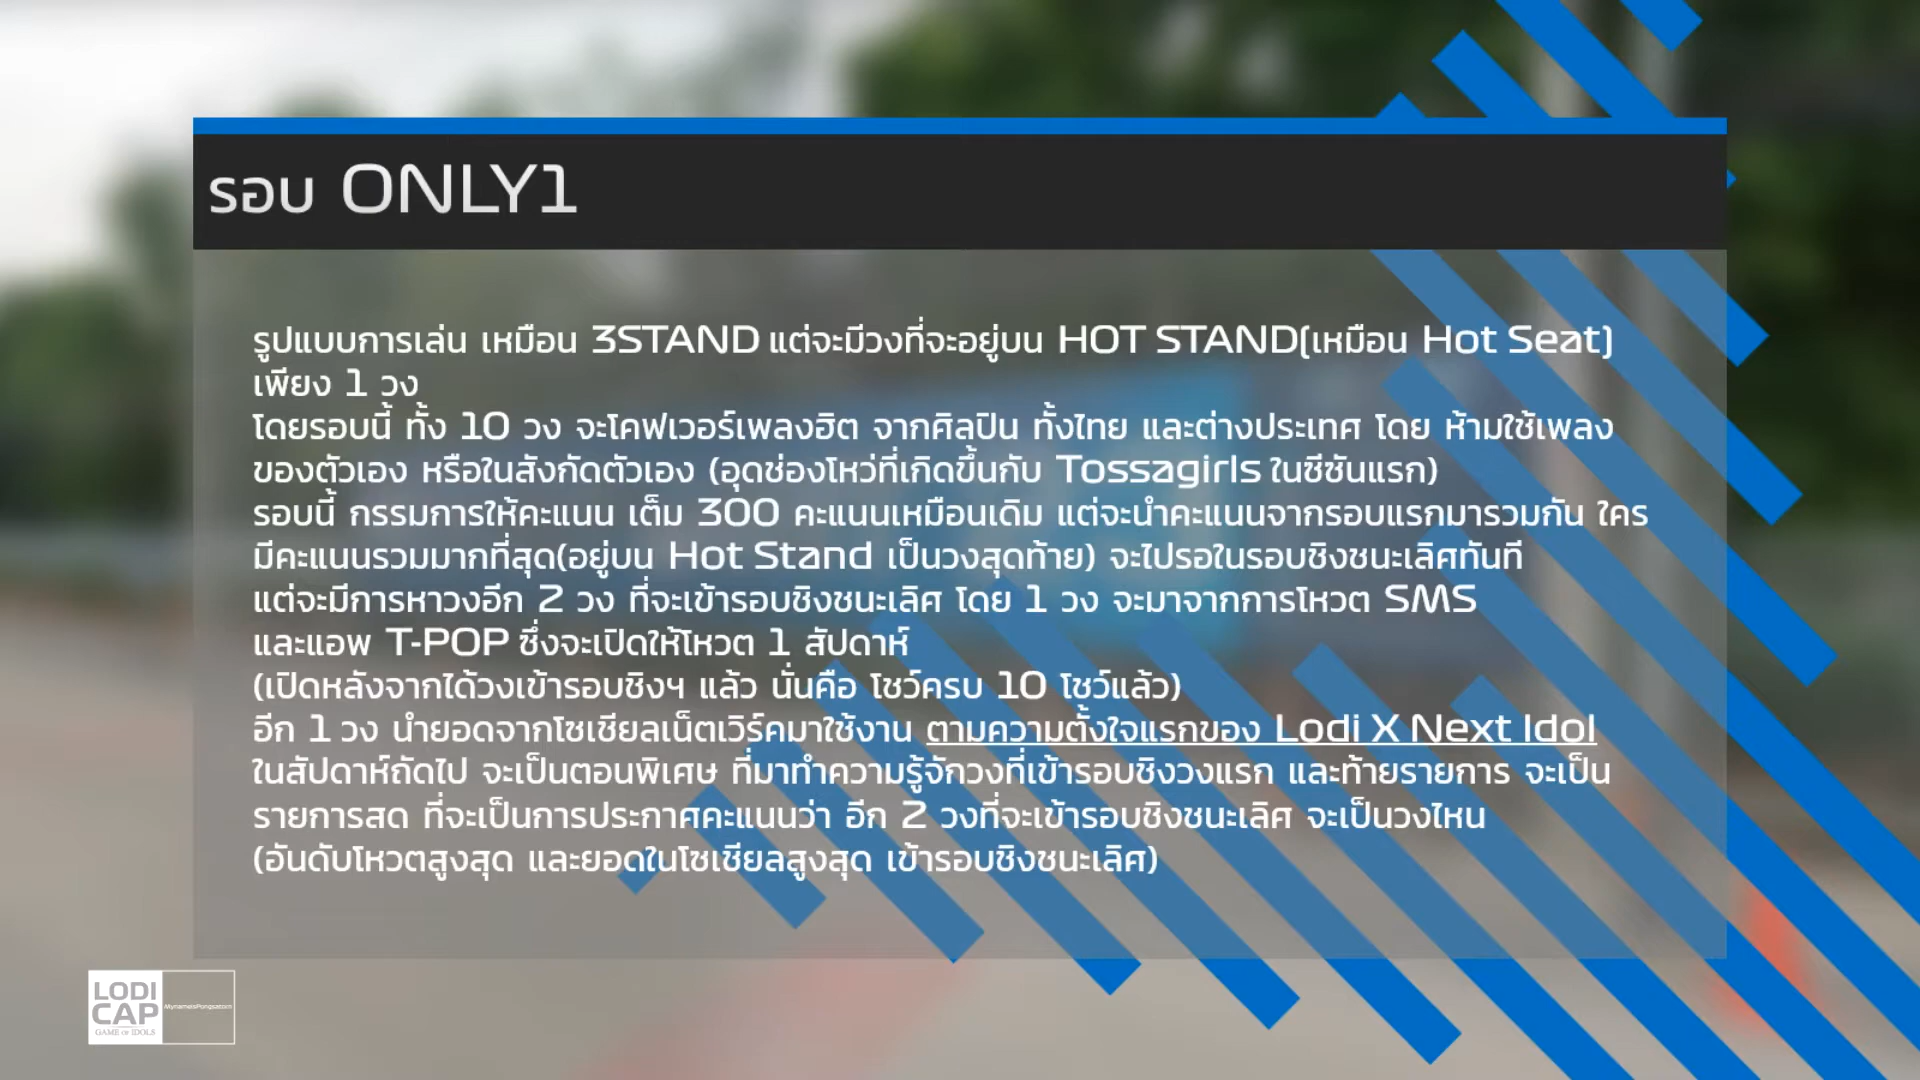 รอบ ONLY1
รูปแบบการเล่น เหมือน 3STAND แต่จะมีวงที่จะอยู่บน HOT STAND(เหมือน Hot Seat)
เพียง 1 วง
โดยรอบนี้ ทั้ง 10 วง จะโคฟเวอร์เพลงฮิต จากศิลปิน ทั้งไทย และต่างประเทศ โดย ห้ามใช้เพลง
ของตัวเอง หรือในสังกัดตัวเอง (อุดช่องโหว่ที่เกิดขึ้นกับ Tossagirls ในซีซันแรก)
รอบนี้ กรรมการให้คะแนน เต็ม 300 คะแนนเหมือนเดิม แต่จะนำคะแนนจากรอบแรกมารวมกัน ใคร
มีคะแนนรวมมากที่สุด(อยู่บน Hot Stand เป็นวงสุดท้าย) จะไปรอในรอบชิงชนะเลิศทันที
แต่จะมีการหาวงอีก 2 วง ที่จะเข้ารอบชิงชนะเลิศ โดย 1 วง จะมาจากการโหวต SMS
และแอพ T-POP ซึ่งจะเปิดให้โหวต 1 สัปดาห์
(เปิดหลังจากได้วงเข้ารอบชิงฯ แล้ว นั่นคือ โชว์ครบ 10 โชว์แล้ว)
อีก 1 วง นำยอดจากโซเชียลเน็ตเวิร์คมาใช้งาน ตามความตั้งใจแรกของ Lodi X Next Idol
ในสัปดาห์ถัดไป จะเป็นตอนพิเศษ ที่มาทำความรู้จักวงที่เข้ารอบชิงวงแรก และท้ายรายการ จะเป็น
รายการสด ที่จะเป็นการประกาศคะแนนว่า อีก 2 วงที่จะเข้ารอบชิงชนะเลิศ จะเป็นวงไหน
(อันดับโหวตสูงสุด และยอดในโซเชียลสูงสุด เข้ารอบชิงชนะเลิศ)
LODI
CAP
GAME OF IDOLS
MynameisPongsatorn